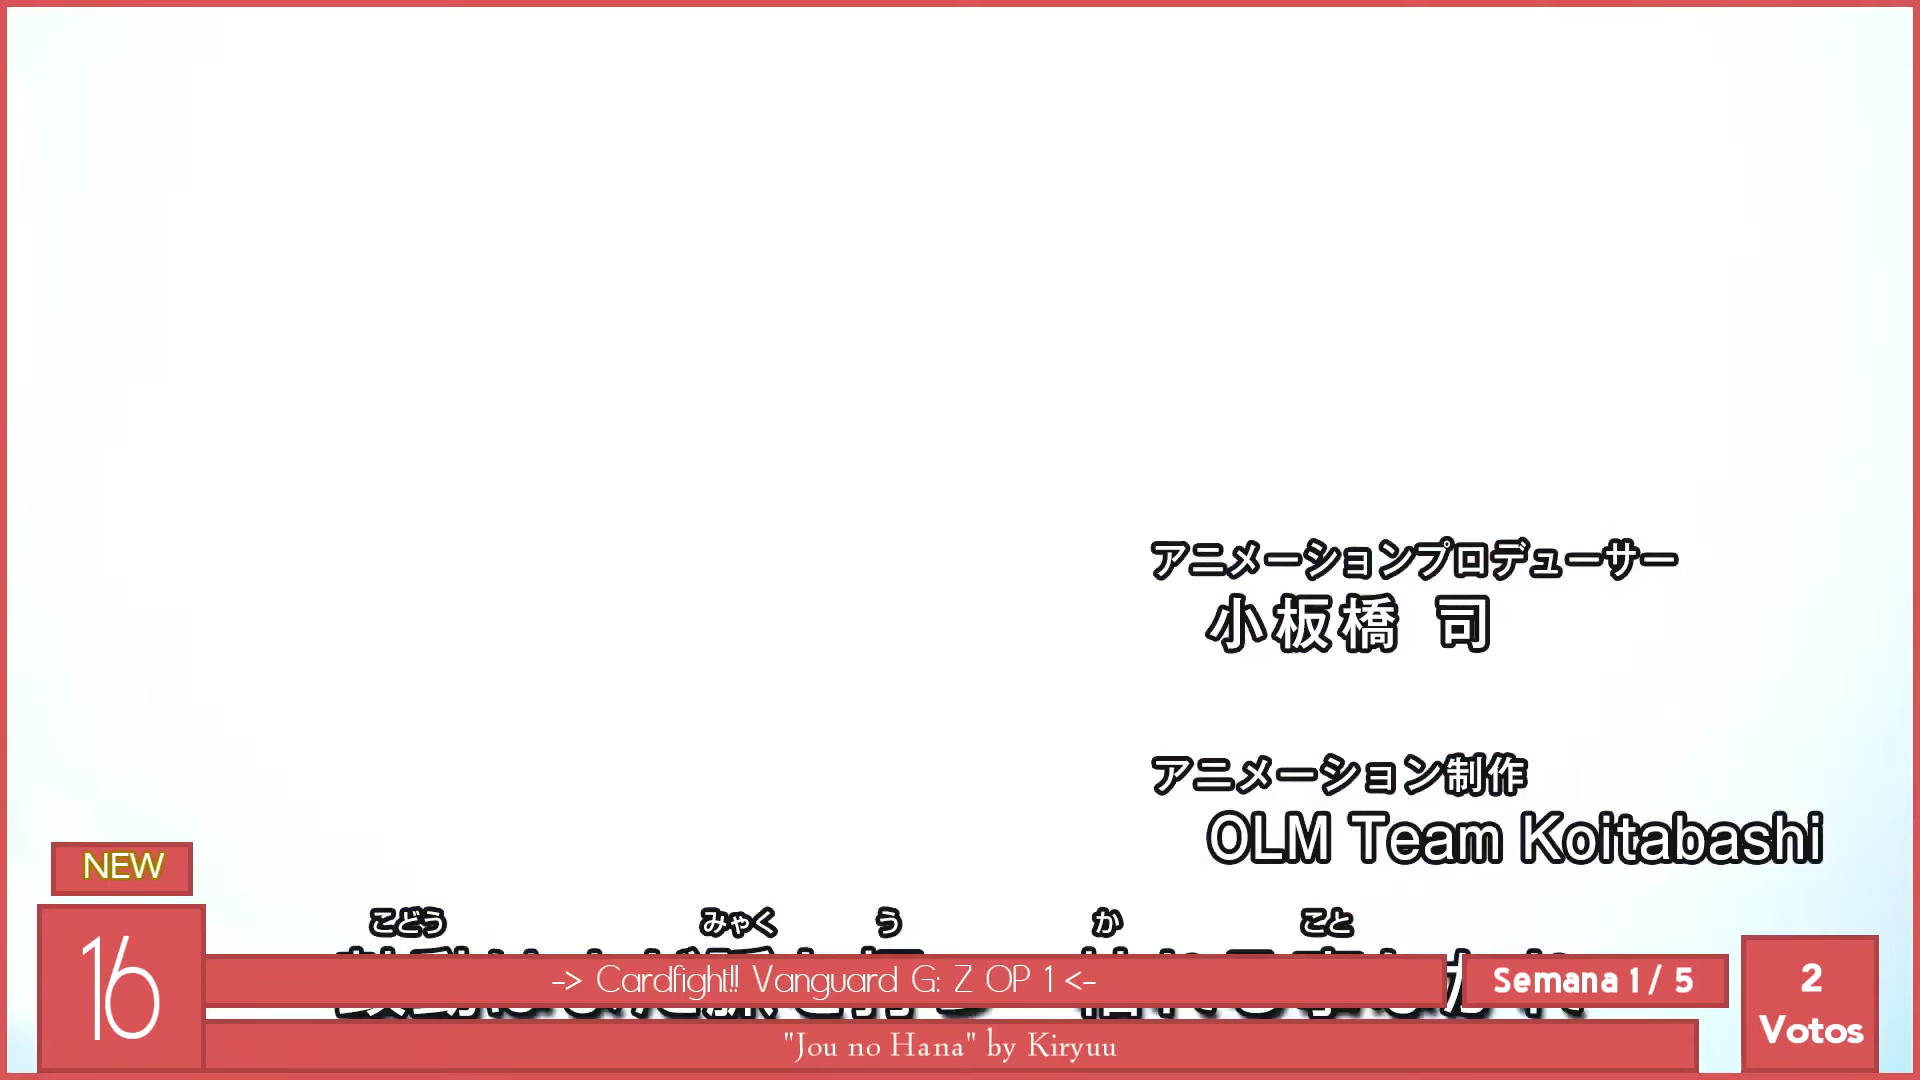 アニメーションプロデューサー
小板橋 司
アニメーション制作
OLM Team Koitabashi
NEW
こどう みゃく う か こと
16
-> Cardfight!! Vanguard G: Z OP 1 <-
Semana 1 / 5
2
Votos
"Jou no Hana" by Kiryuu